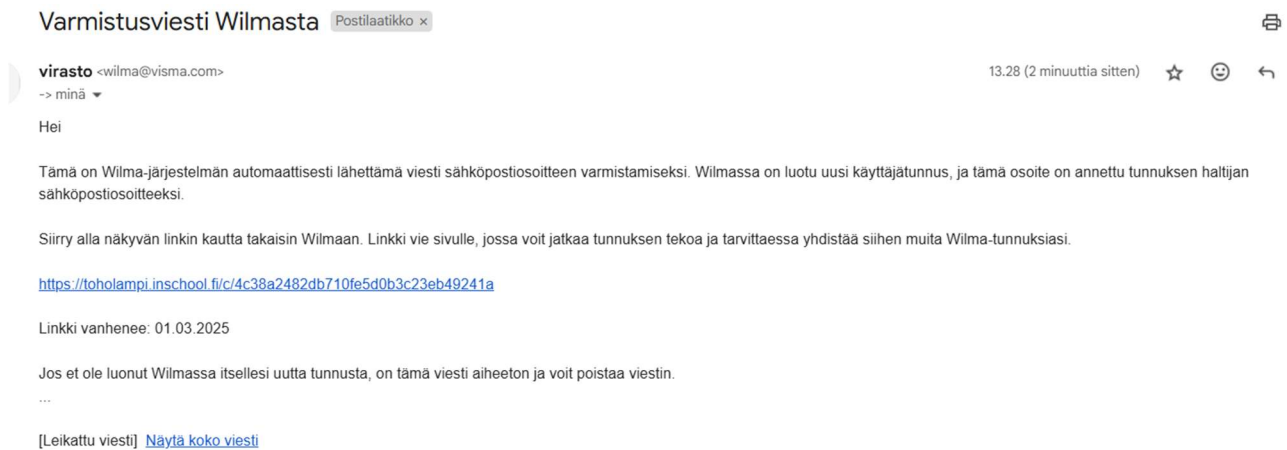 Varmistusviesti Wilmasta Postilaatikko ×
virasto <wilma@visma.com> 13.28 (2 minuuttia sitten)
-> minä
Hei
Tämä on Wilma-järjestelmän automaattisesti lähettämä viesti sähköpostiosoitteen varmistamiseksi. Wilmassa on luotu uusi käyttäjätunnus, ja tämä osoite on annettu tunnuksen haltijan
sähköpostiosoitteeksi.
Siirry alla näkyvän linkin kautta takaisin Wilmaan. Linkki vie sivulle, jossa voit jatkaa tunnuksen tekoa ja tarvittaessa yhdistää siihen muita Wilma-tunnuksiasi.
https://toholampi.inschool.fi/c/4c38a2482db710fe5d0b3c23eb49241a
Linkki vanhenee: 01.03.2025
Jos et ole luonut Wilmassa itsellesi uutta tunnusta, on tämä viesti aiheeton ja voit poistaa viestin.
...
[Leikattu viesti] Näytä koko viesti